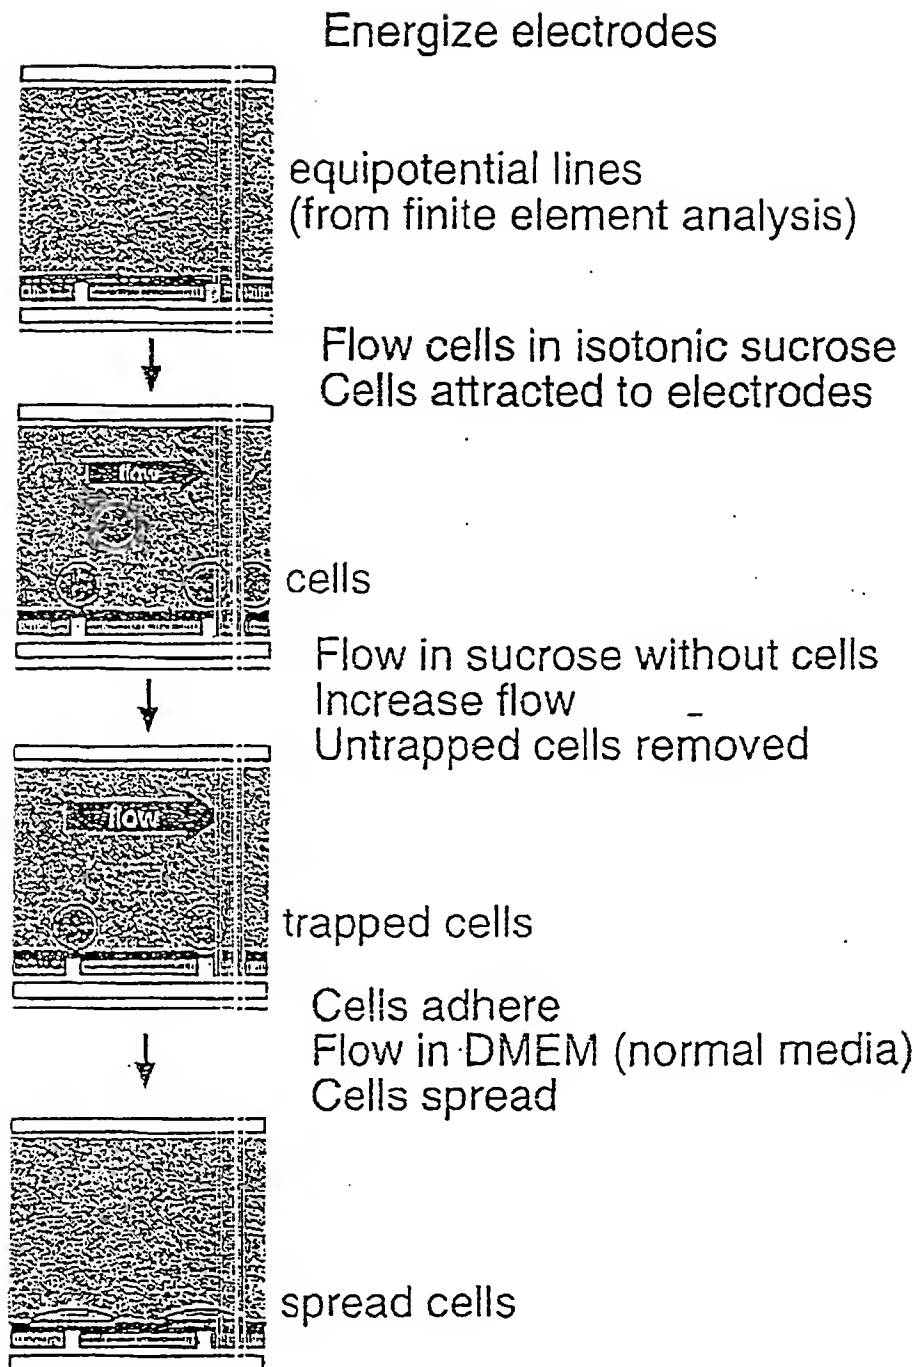 Energize electrodes
equipotential lines
(from finite element analysis)
Flow cells in isotonic sucrose
Cells attracted to electrodes
flow
cells
Flow in sucrose without cells
Increase flow
Untrapped cells removed
flow
trapped cells
Cells adhere
Flow in DMEM (normal media)
Cells spread
spread cells